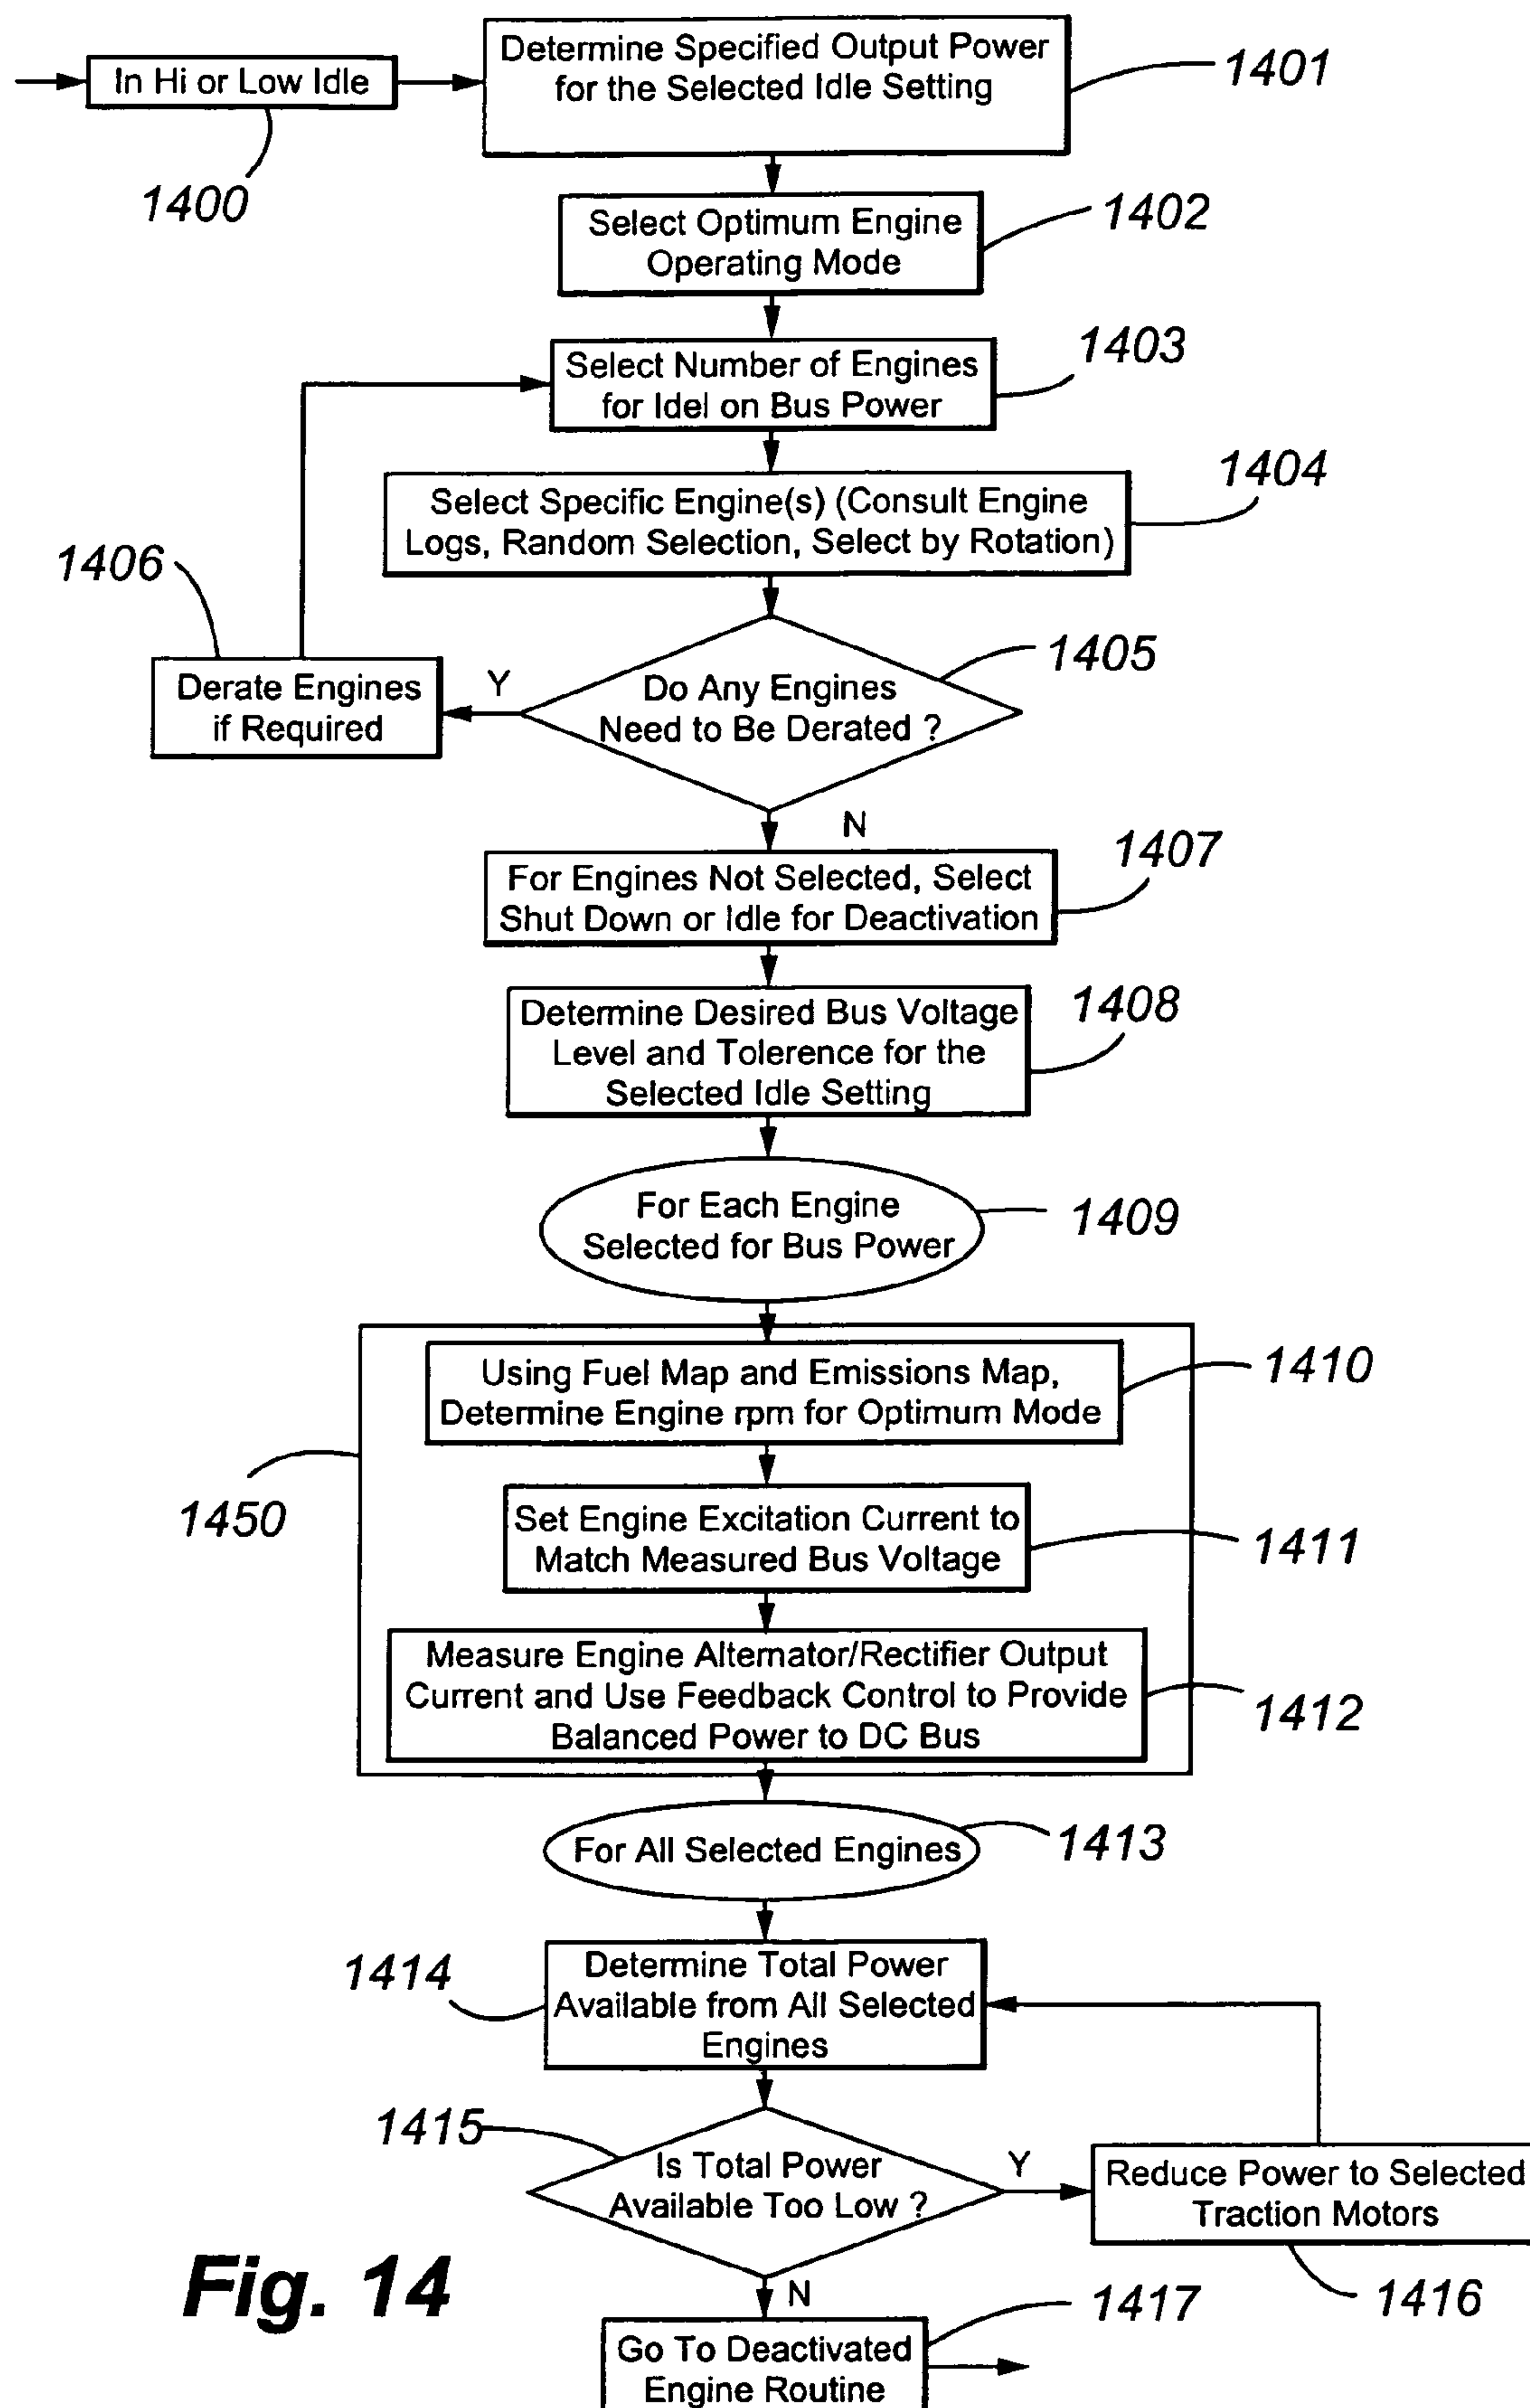 In Hi or Low Idle
1400
Determine Specified Output Power
for the Selected Idle Setting
1401
Select Optimum Engine
Operating Mode
1402
Select Number of Engines
for Idel on Bus Power
1403
Select Specific Engine(s) (Consult Engine
Logs, Random Selection, Select by Rotation)
1404
Do Any Engines
Need to Be Derated ?
1405
Y
Derate Engines
if Required
1406
N
For Engines Not Selected, Select
Shut Down or Idle for Deactivation
1407
Determine Desired Bus Voltage
Level and Tolerence for the
Selected Idle Setting
1408
For Each Engine
Selected for Bus Power
1409
Using Fuel Map and Emissions Map,
Determine Engine rpm for Optimum Mode
1410
1450
Set Engine Excitation Current to
Match Measured Bus Voltage
1411
Measure Engine Alternator/Rectifier Output
Current and Use Feedback Control to Provide
Balanced Power to DC Bus
1412
For All Selected Engines
1413
Determine Total Power
Available from All Selected
Engines
1414
Is Total Power
Available Too Low ?
1415
Y
Reduce Power to Selected
Traction Motors
1416
N
Go To Deactivated
Engine Routine
1417
Fig. 14